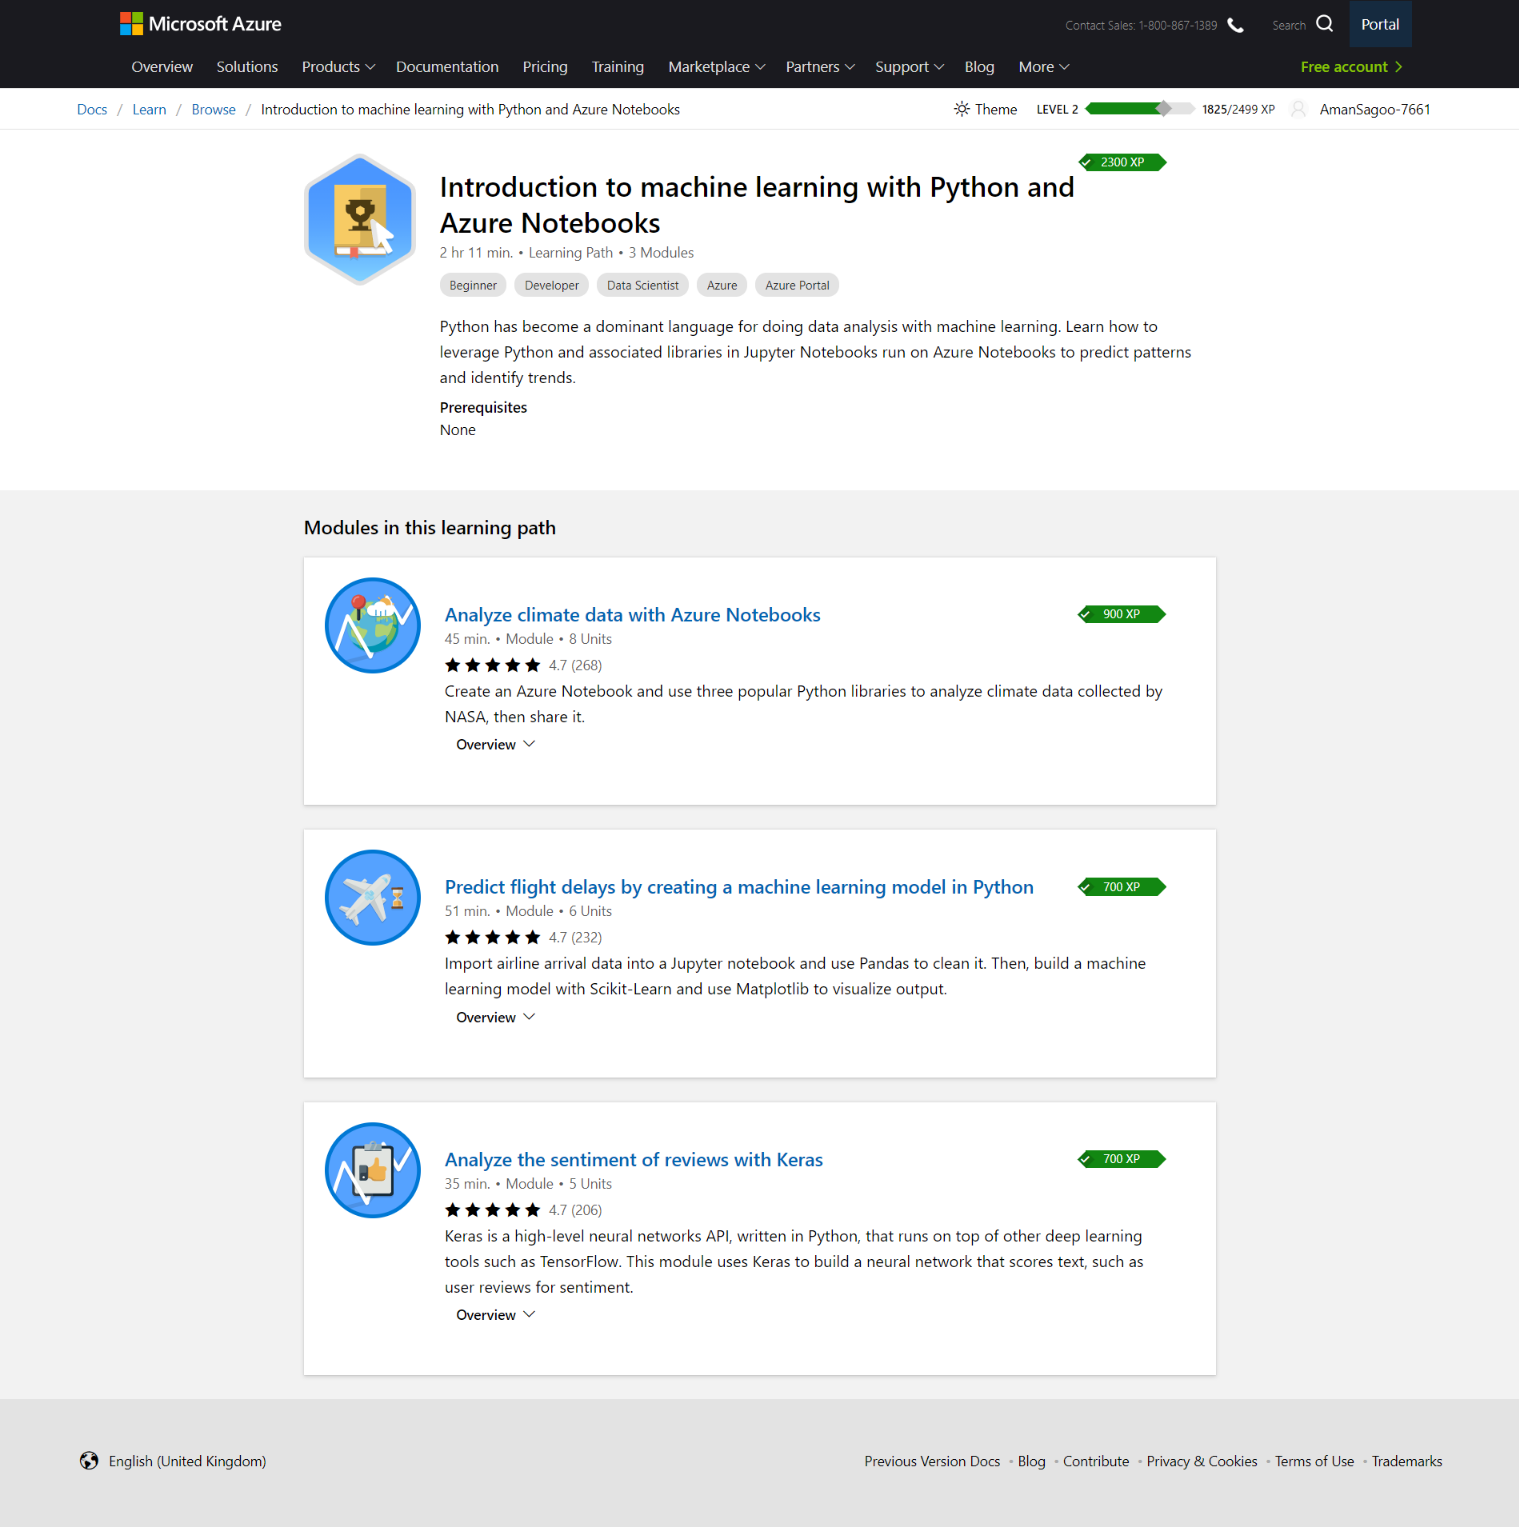 Microsoft Azure
Contact Sales: 1-800-867-1389
Search
Portal
Overview Solutions Products Documentation Pricing Training Marketplace Partners Support Blog More
Free account
Docs / Learn / Browse / Introduction to machine learning with Python and Azure Notebooks
Theme
LEVEL 2
1825/2499 XP
AmanSagoo-7661
2300 XP
Introduction to machine learning with Python and
Azure Notebooks
2 hr 11 min. • Learning Path • 3 Modules
Beginner Developer Data Scientist Azure Azure Portal
Python has become a dominant language for doing data analysis with machine learning. Learn how to
leverage Python and associated libraries in Jupyter Notebooks run on Azure Notebooks to predict patterns
and identify trends.
Prerequisites
None
Modules in this learning path
Analyze climate data with Azure Notebooks
900 XP
45 min. • Module • 8 Units
4.7 (268)
Create an Azure Notebook and use three popular Python libraries to analyze climate data collected by
NASA, then share it.
Overview
Predict flight delays by creating a machine learning model in Python
700 XP
51 min. • Module • 6 Units
4.7 (232)
Import airline arrival data into a Jupyter notebook and use Pandas to clean it. Then, build a machine
learning model with Scikit-Learn and use Matplotlib to visualize output.
Overview
Analyze the sentiment of reviews with Keras
700 XP
35 min. • Module • 5 Units
4.7 (206)
Keras is a high-level neural networks API, written in Python, that runs on top of other deep learning
tools such as TensorFlow. This module uses Keras to build a neural network that scores text, such as
user reviews for sentiment.
Overview
English (United Kingdom)
Previous Version Docs • Blog • Contribute • Privacy & Cookies • Terms of Use • Trademarks